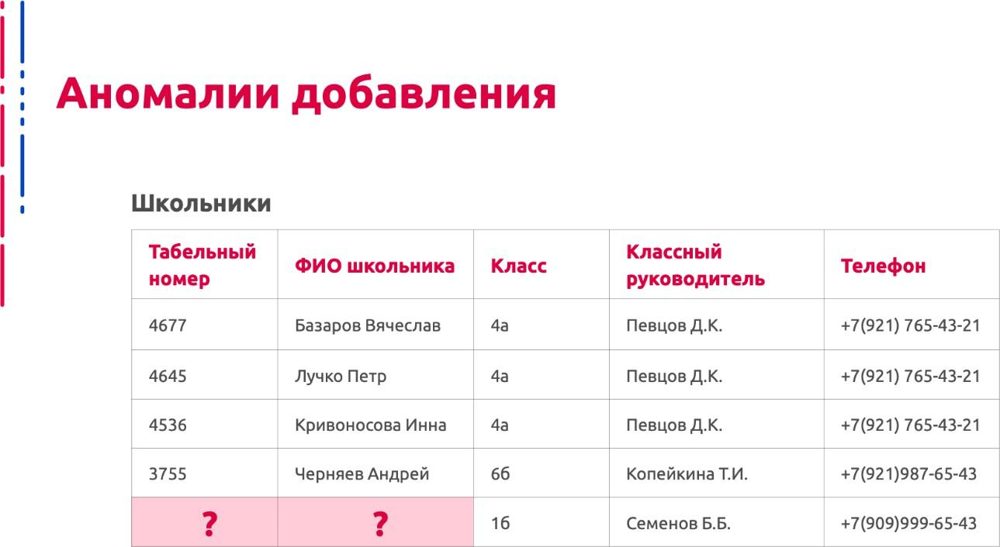 Аномалии добавления
Школьники
Табельный номер ФИО школьника Класс Классный руководитель Телефон
4677 Базаров Вячеслав 4а Певцов Д.К. +7(921) 765-43-21
4645 Лучко Петр 4а Певцов Д.К. +7(921) 765-43-21
4536 Кривоносова Инна 4а Певцов Д.К. +7(921) 765-43-21
3755 Черняев Андрей 6б Копейкина Т.И. +7(921)987-65-43
? ? 1б Семенов Б.Б. +7(909)999-65-43